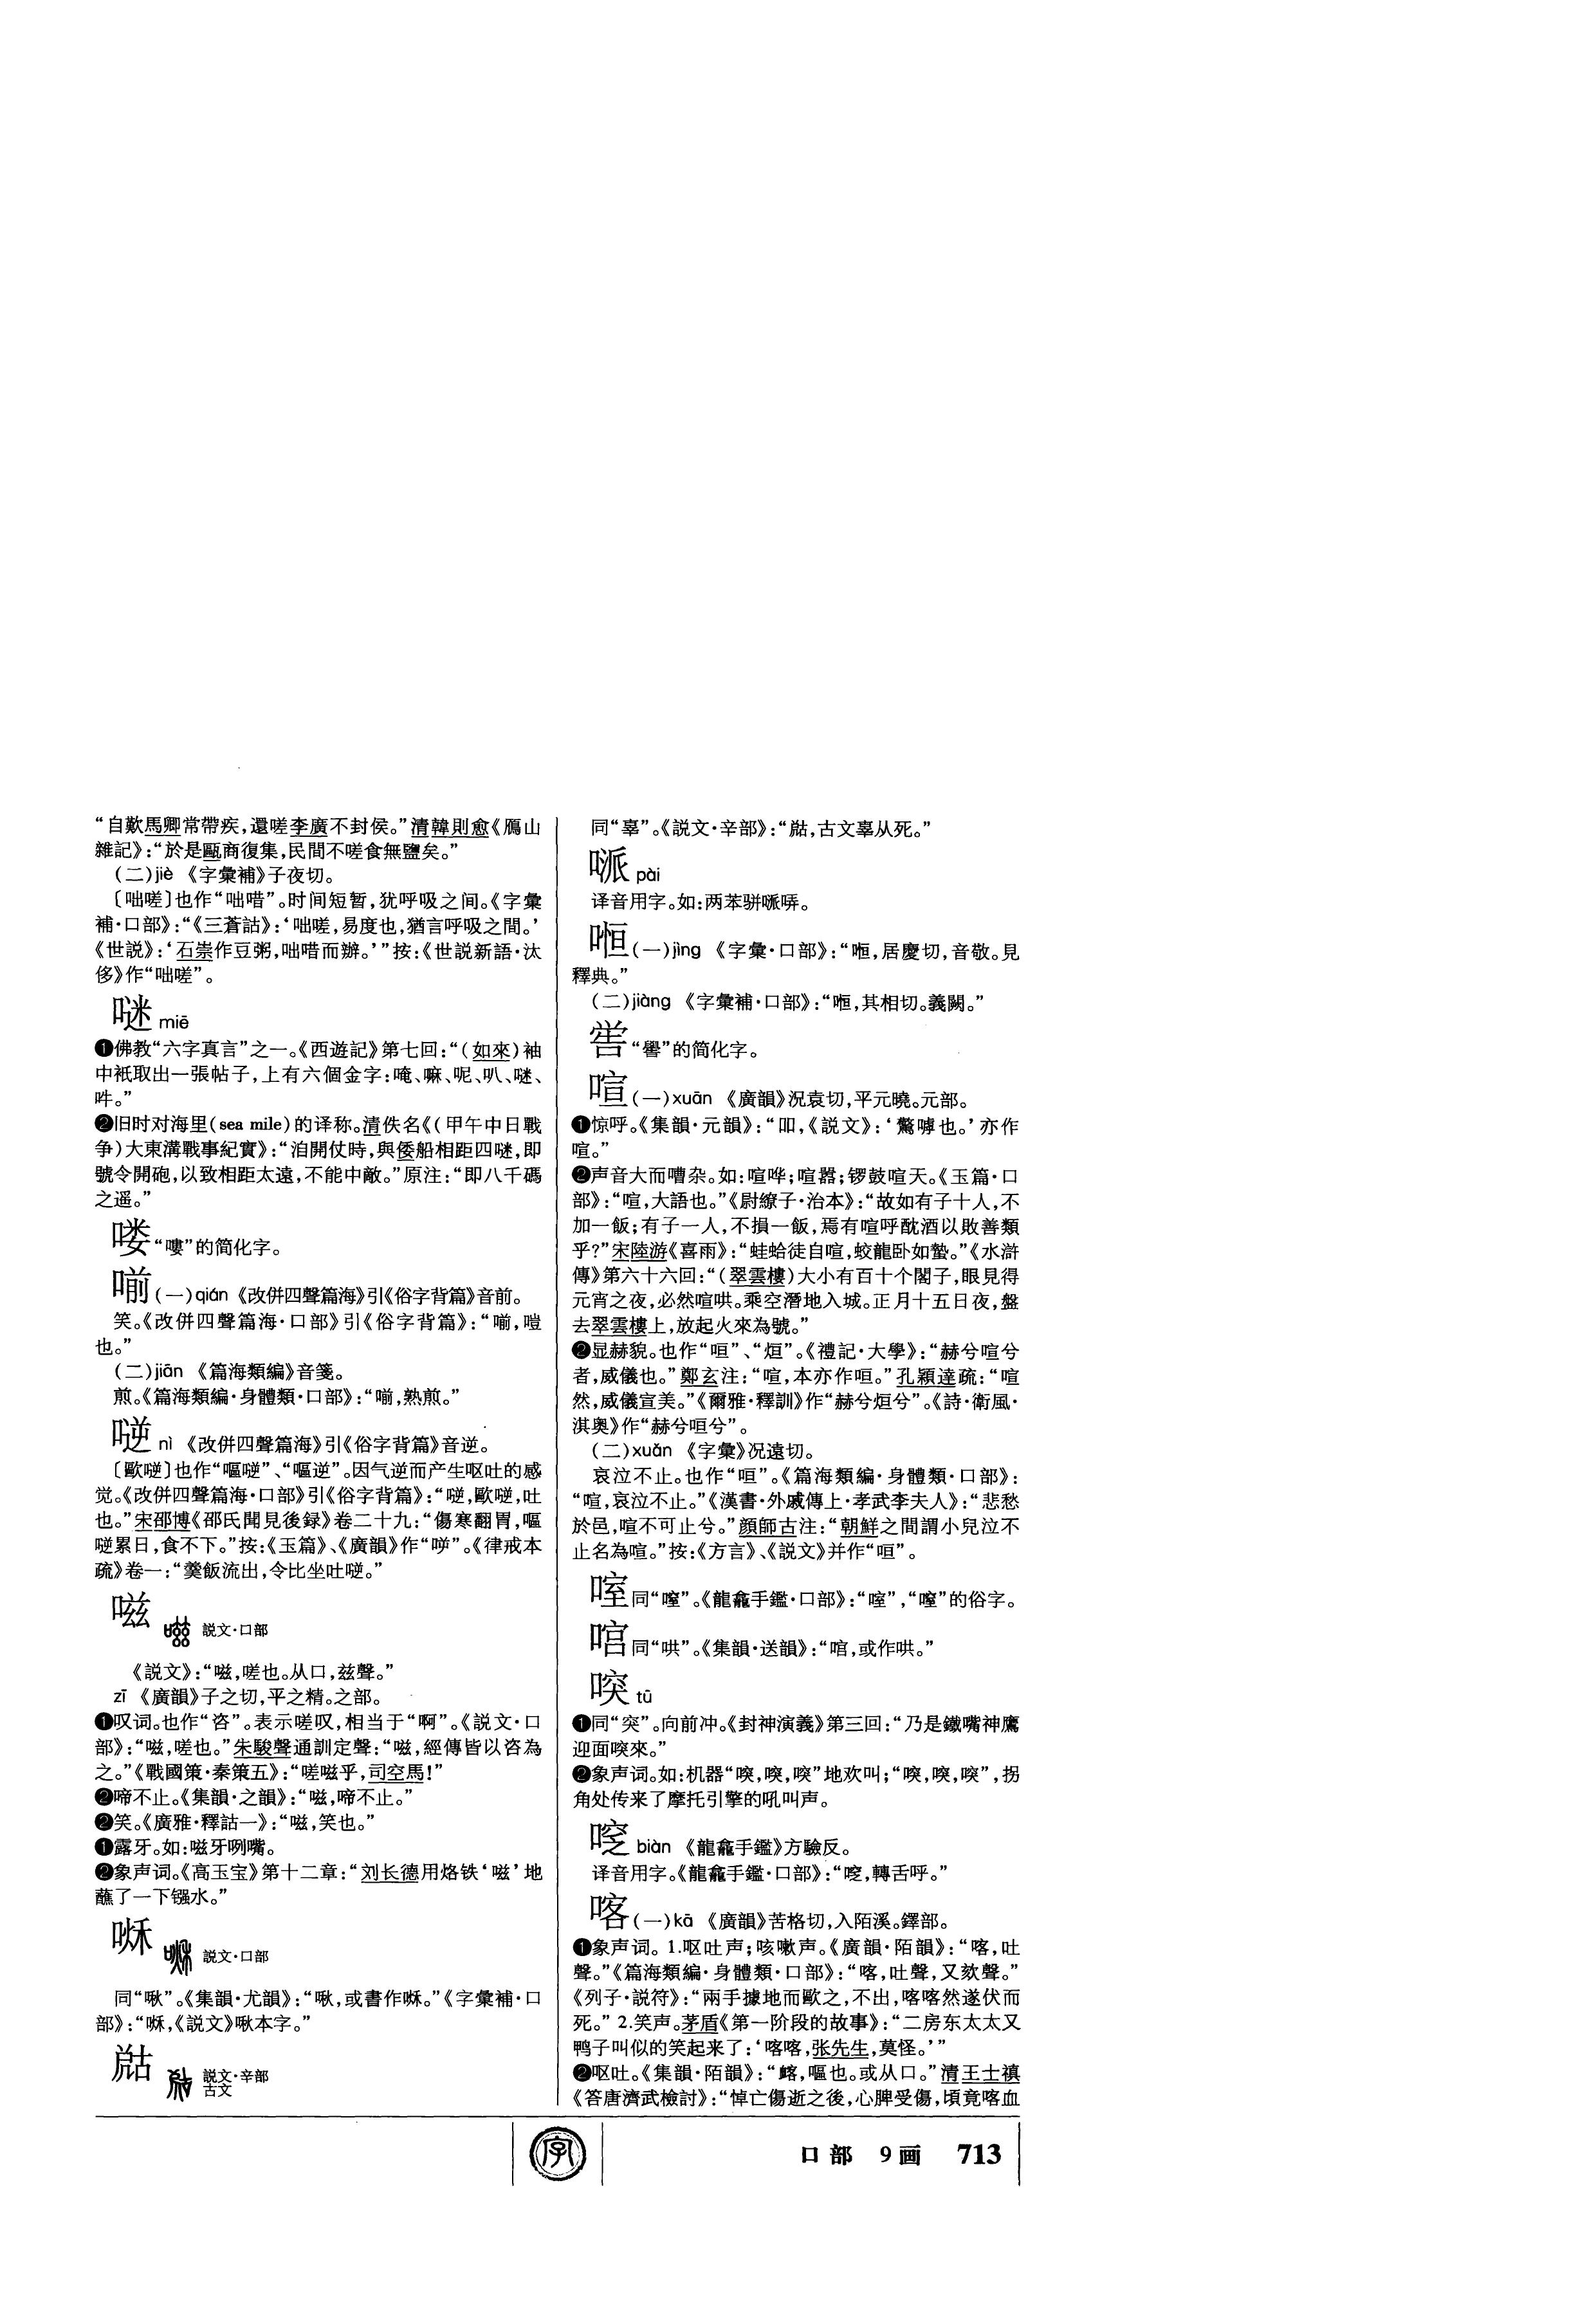 “自歎馬卿常帶疾，還嗟李廣不封侯。”清韓則愈《鴈山
雜記》：“於是甌商復集，民間不嗟食無鹽矣。”
（二）jiè 《字彙補》子夜切。
〔咄嗟〕也作“咄唶”。时间短暂，犹呼吸之间。《字彙
補·口部》：“《三蒼詁》：‘咄嗟，易度也，猶言呼吸之間。’
《世説》：‘石崇作豆粥，咄唶而辦。’”按：《世説新語·汰
侈》作“咄嗟”。
㖷 miē
❶佛教“六字真言”之一。《西遊記》第七回：“（如來）袖
中衹取出一張帖子，上有六個金字：唵、嘛、呢、叭、、
吽。”
❷旧时对海里（sea mile）的译称。清佚名《（甲午中日戰
争）大東溝戰事紀實》：“洎開仗時，與倭船相距四，即
號令開砲，以致相距太遠，不能中敵。”原注：“即八千碼
之遥。”
喽“嘍”的简化字。
㗔（一）qián《改併四聲篇海》引《俗字背篇》音前。
笑。《改併四聲篇海·口部》引《俗字背篇》：“，嘊
也。”
（二）jiān 《篇海類編》音箋。
煎。《篇海類編·身體類·口部》：“，熟煎。”
nì 《改併四聲篇海》引《俗字背篇》音逆。
〔歐〕也作“嘔”、“嘔逆”。因气逆而产生呕吐的感
觉。《改併四聲篇海·口部》引《俗字背篇》：“，歐，吐
也。”宋邵博《邵氏聞見後録》卷二十九：“傷寒翻胃，嘔
累日，食不下。”按：《玉篇》、《廣韻》作“”。《律戒本
疏》卷一：“羹飯流出，令比坐吐。”
嗞 説文·口部
《説文》：“嗞，嗟也。从口，兹聲。”
zī 《廣韻》子之切，平之精。之部。
❶叹词。也作“咨”。表示嗟叹，相当于“啊”。《説文·口
部》：“嗞，嗟也。”朱駿聲通訓定聲：“嗞，經傳皆以咨為
之。”《戰國策·秦策五》：“嗟嗞乎，司空馬！”
❷啼不止。《集韻·之韻》：“嗞，啼不止。”
❷笑。《廣雅·釋詁一》：“嗞，笑也。”
❶露牙。如：嗞牙咧嘴。
❷象声词。《高玉宝》第十二章：“刘长德用烙铁‘嗞’地
蘸了一下镪水。”
 説文·口部
同“啾”。《集韻·尤韻》：“啾，或書作。”《字彙補·口
部》：“，《説文》啾本字。”
 説文·辛部
古文
同“辜”。《説文·辛部》：“，古文辜从死。”
哌 pài
译音用字。如：两苯骈哌哢。
（一）jìng 《字彙·口部》：“，居慶切，音敬。見
釋典。”
（二）jiàng 《字彙補·口部》：“，其相切。義闕。”
喾“嚳”的简化字。
喧（一）xuān 《廣韻》況袁切，平元曉。元部。
❶惊呼。《集韻·元韻》：“吅，《説文》：‘驚嘑也。’亦作
喧。”
❷声音大而嘈杂。如：喧哗；喧嚣；锣鼓喧天。《玉篇·口
部》：“喧，大語也。”《尉繚子·治本》：“故如有子十人，不
加一飯；有子一人，不損一飯，焉有喧呼酖酒以敗善類
乎？”宋陸游《喜雨》：“蛙蛤徒自喧，蛟龍卧如蟄。”《水滸
傳》第六十六回：“（翠雲樓）大小有百十个閣子，眼見得
元宵之夜，必然喧哄。乘空潛地入城。正月十五日夜，盤
去翠雲樓上，放起火來為號。”
❷显赫貌。也作“咺”、“烜”。《禮記·大學》：“赫兮喧兮
者，威儀也。”鄭玄注：“喧，本亦作咺。”孔穎達疏：“喧
然，威儀宣美。”《爾雅·釋訓》作“赫兮烜兮”。《詩·衛風·
淇奥》作“赫兮咺兮”。
（二）xuǎn 《字彙》况遠切。
哀泣不止。也作“咺”。《篇海類編·身體類·口部》：
“喧，哀泣不止。”《漢書·外戚傳上·孝武李夫人》：“悲愁
於邑，喧不可止兮。”顔師古注：“朝鮮之間謂小兒泣不
止名為喧。”按：《方言》、《説文》并作“咺”。
同“”。《龍龕手鑑·口部》：“”，“”的俗字。
同“哄”。《集韻·送韻》：“，或作哄。”
㗌 tū
❶同“突”。向前冲。《封神演義》第三回：“乃是鐵嘴神鷹
迎面來。”
❷象声词。如：机器“，，”地欢叫；“，，”，拐
角处传来了摩托引擎的吼叫声。
biàn 《龍龕手鑑》方驗反。
译音用字。《龍龕手鑑·口部》：“，轉舌呼。”
喀（一）kā 《廣韻》苦格切，入陌溪。鐸部。
❶象声词。1.呕吐声；咳嗽声。《廣韻·陌韻》：“喀，吐
聲。”《篇海類編·身體類·口部》：“喀，吐聲，又欬聲。”
《列子·説符》：“兩手據地而歐之，不出，喀喀然遂伏而
死。”2.笑声。茅盾《第一阶段的故事》：“二房东太太又
鸭子叫似的笑起来了：‘喀喀，张先生，莫怪。’”
❷呕吐。《集韻·陌韻》：“，嘔也。或从口。”清王士禛
《答唐濟武檢討》：“悼亡傷逝之後，心脾受傷，頃竟喀血
字
口部 9画 713